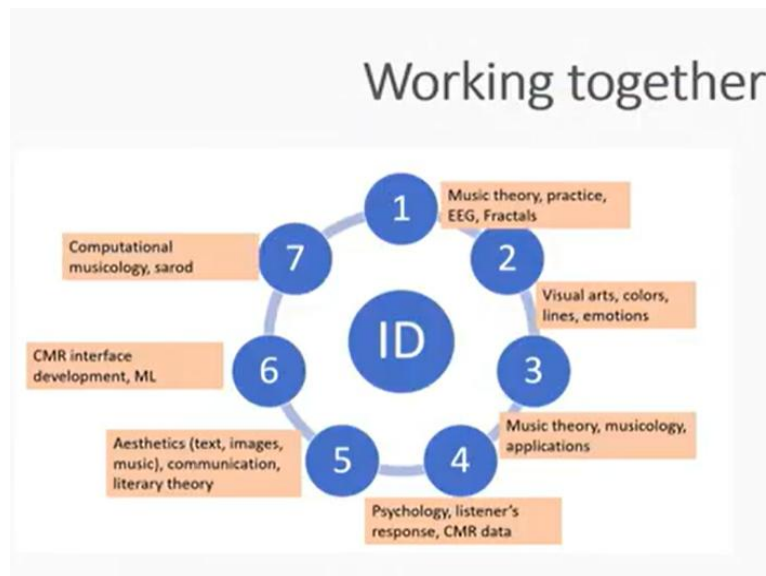 Working together
1
Music theory, practice,
EEG, Fractals
2
Visual arts, colors,
lines, emotions
3
Music theory, musicology,
applications
4
Psychology, listener's
response, CMR data
5
Aesthetics (text, images,
music), communication,
literary theory
6
CMR interface
development, ML
7
Computational
musicology, sarod
ID